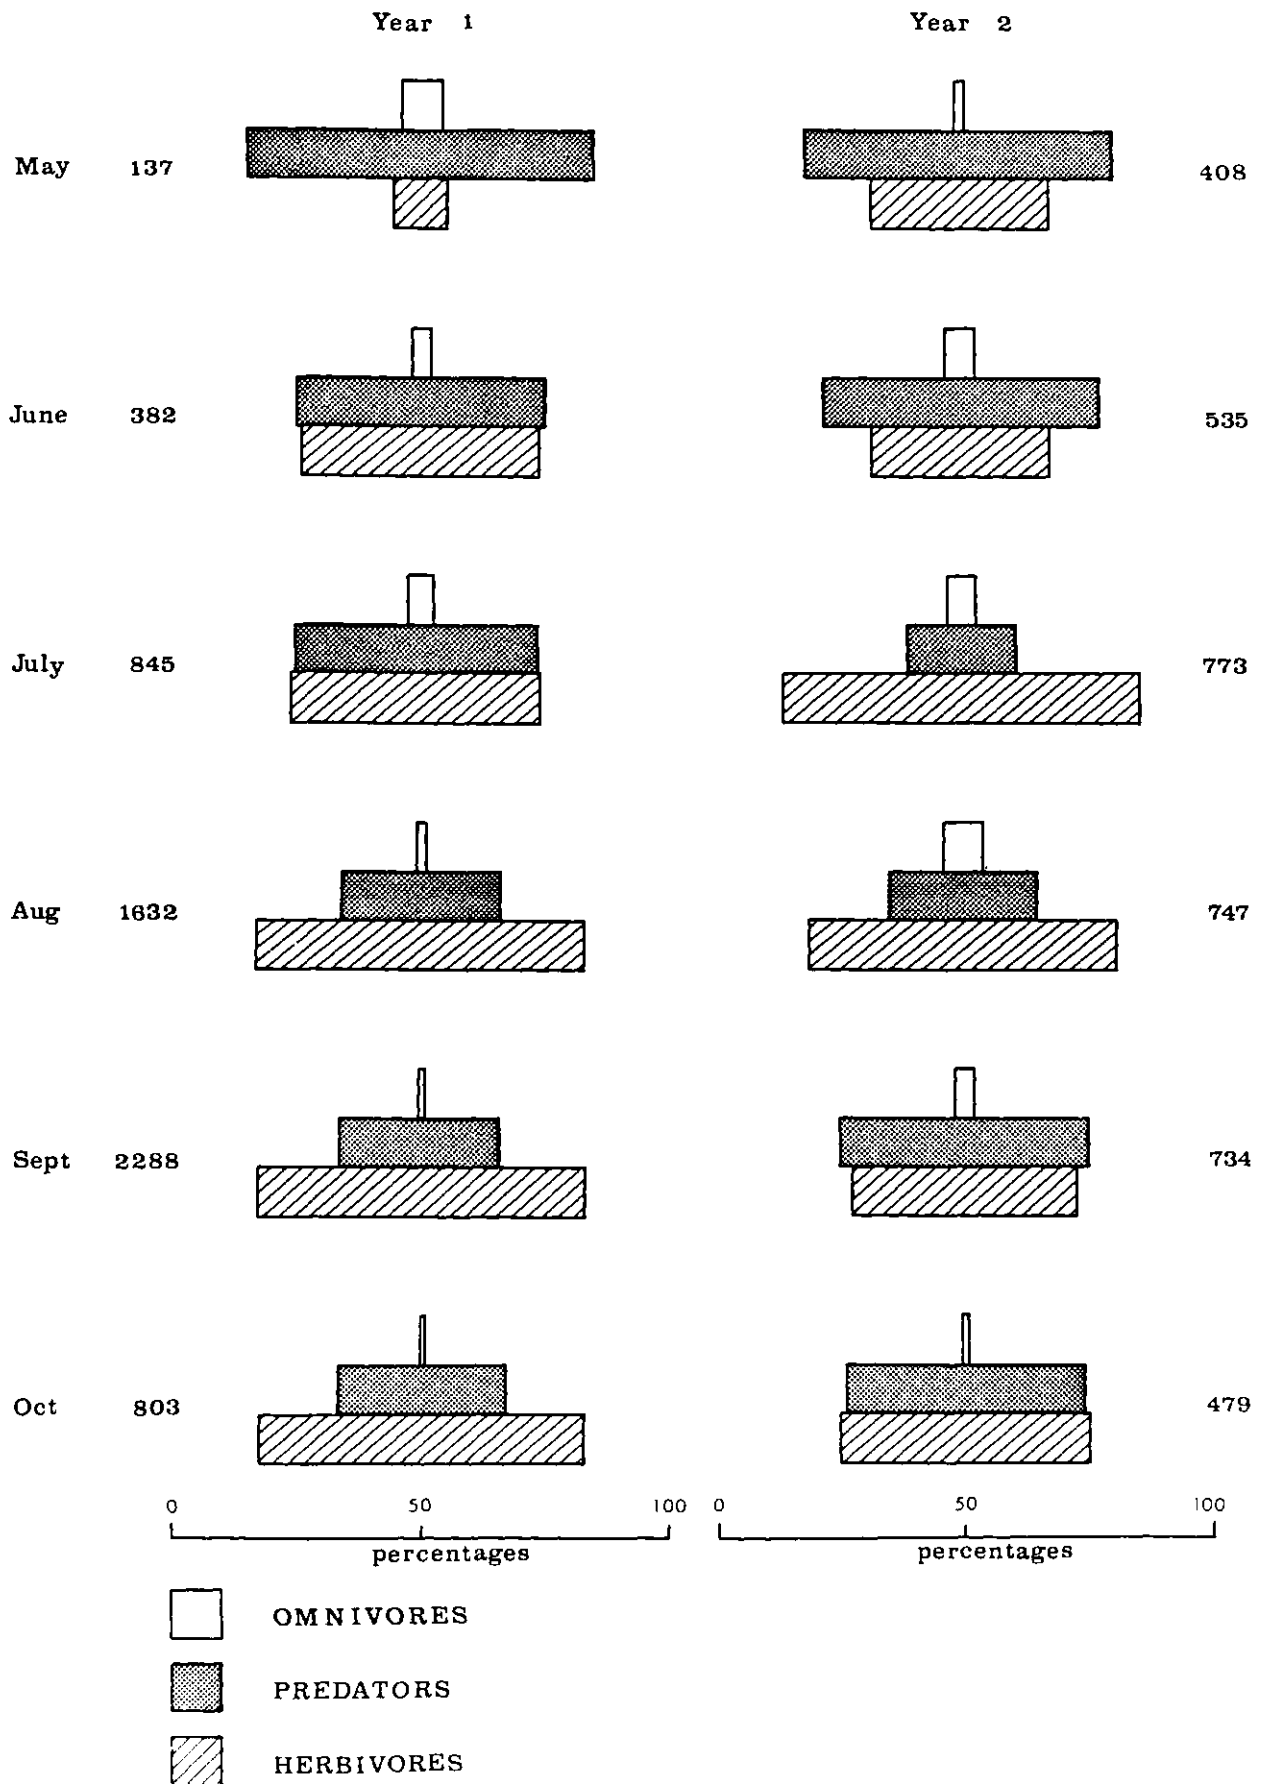 Year 1 Year 2
May 137 408
June 382 535
July 845 773
Aug 1632 747
Sept 2288 734
Oct 803 479
0 50 100 0 50 100
percentages percentages
OMNIVORES
PREDATORS
HERBIVORES